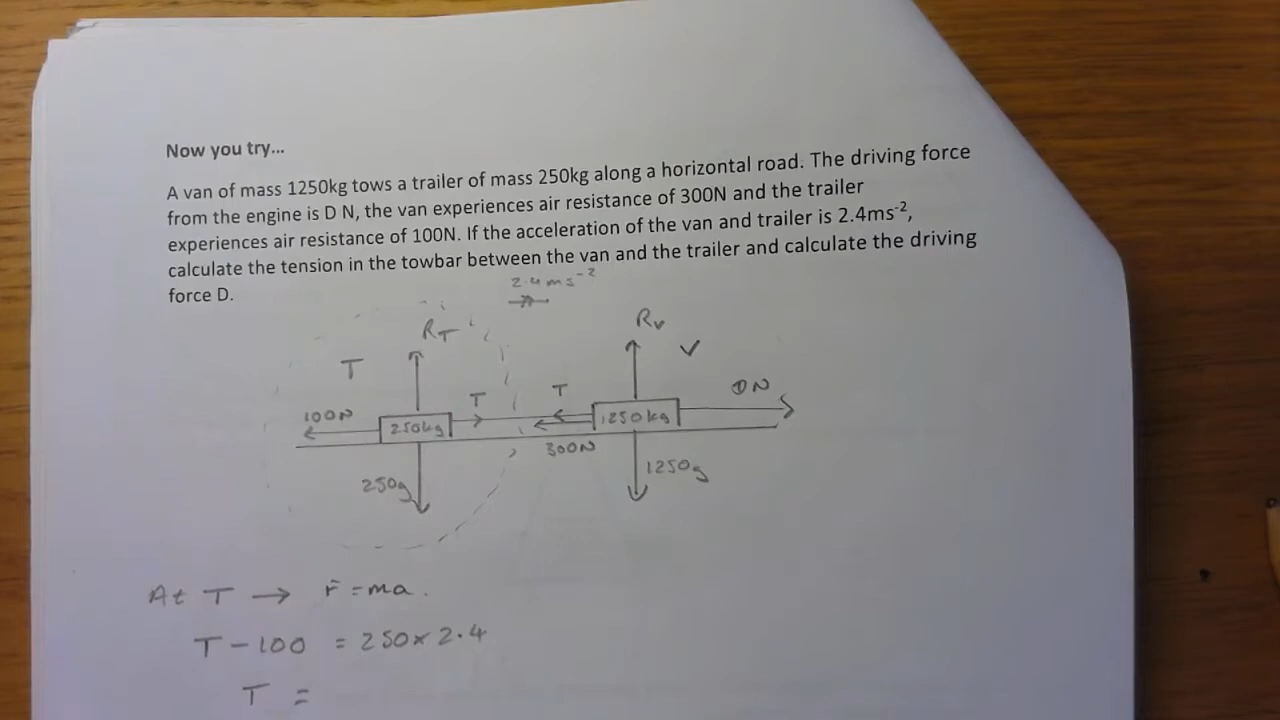 Now you try...
A van of mass 1250kg tows a trailer of mass 250kg along a horizontal road. The driving force
from the engine is D N, the van experiences air resistance of 300N and the trailer
experiences air resistance of 100N. If the acceleration of the van and trailer is 2.4ms⁻²,
calculate the tension in the towbar between the van and the trailer and calculate the driving
force D.
2.4ms⁻²
R_T
R_V
T
V
100N
T
T
DN
250kg
1250kg
300N
250g
1250g
At T → F = ma.
T - 100 = 250 × 2.4
T =